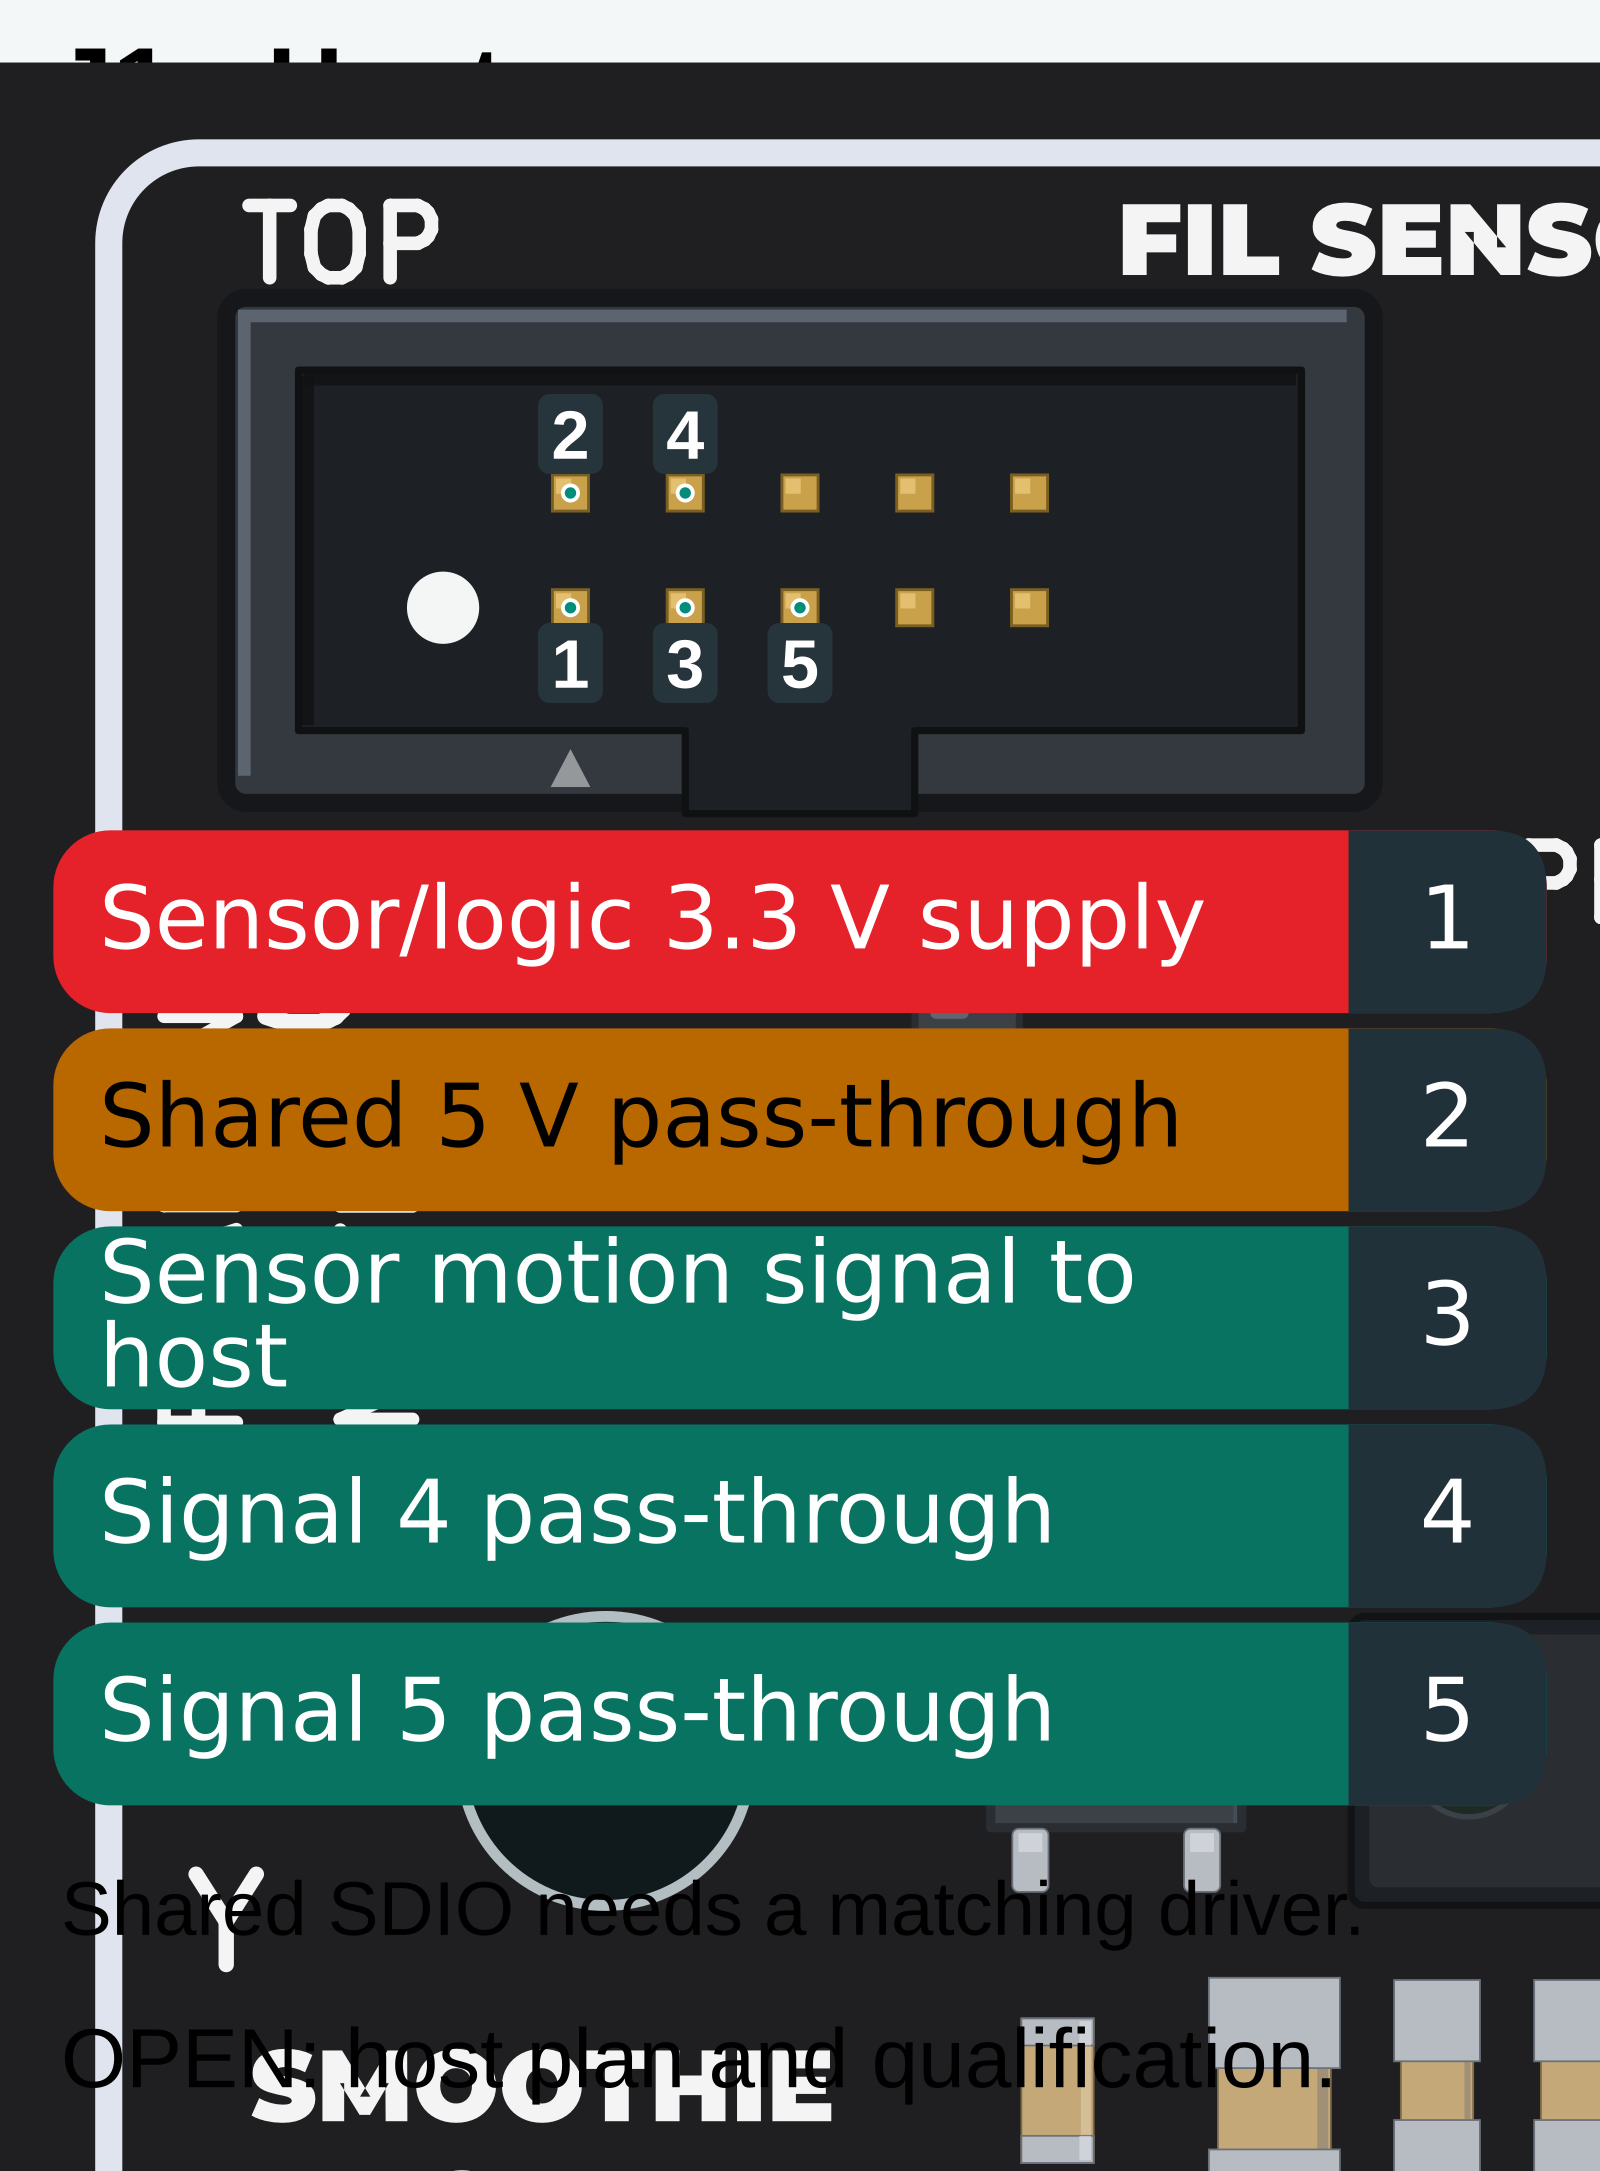 TOP
FIL SENS
2 4
1 3 5
Sensor/logic 3.3 V supply 1
Shared 5 V pass-through 2
Sensor motion signal to
host 3
Signal 4 pass-through 4
Signal 5 pass-through 5
Y
Shared SDIO needs a matching driver.
OPEN: host plan and qualification.
SMOOTHIE